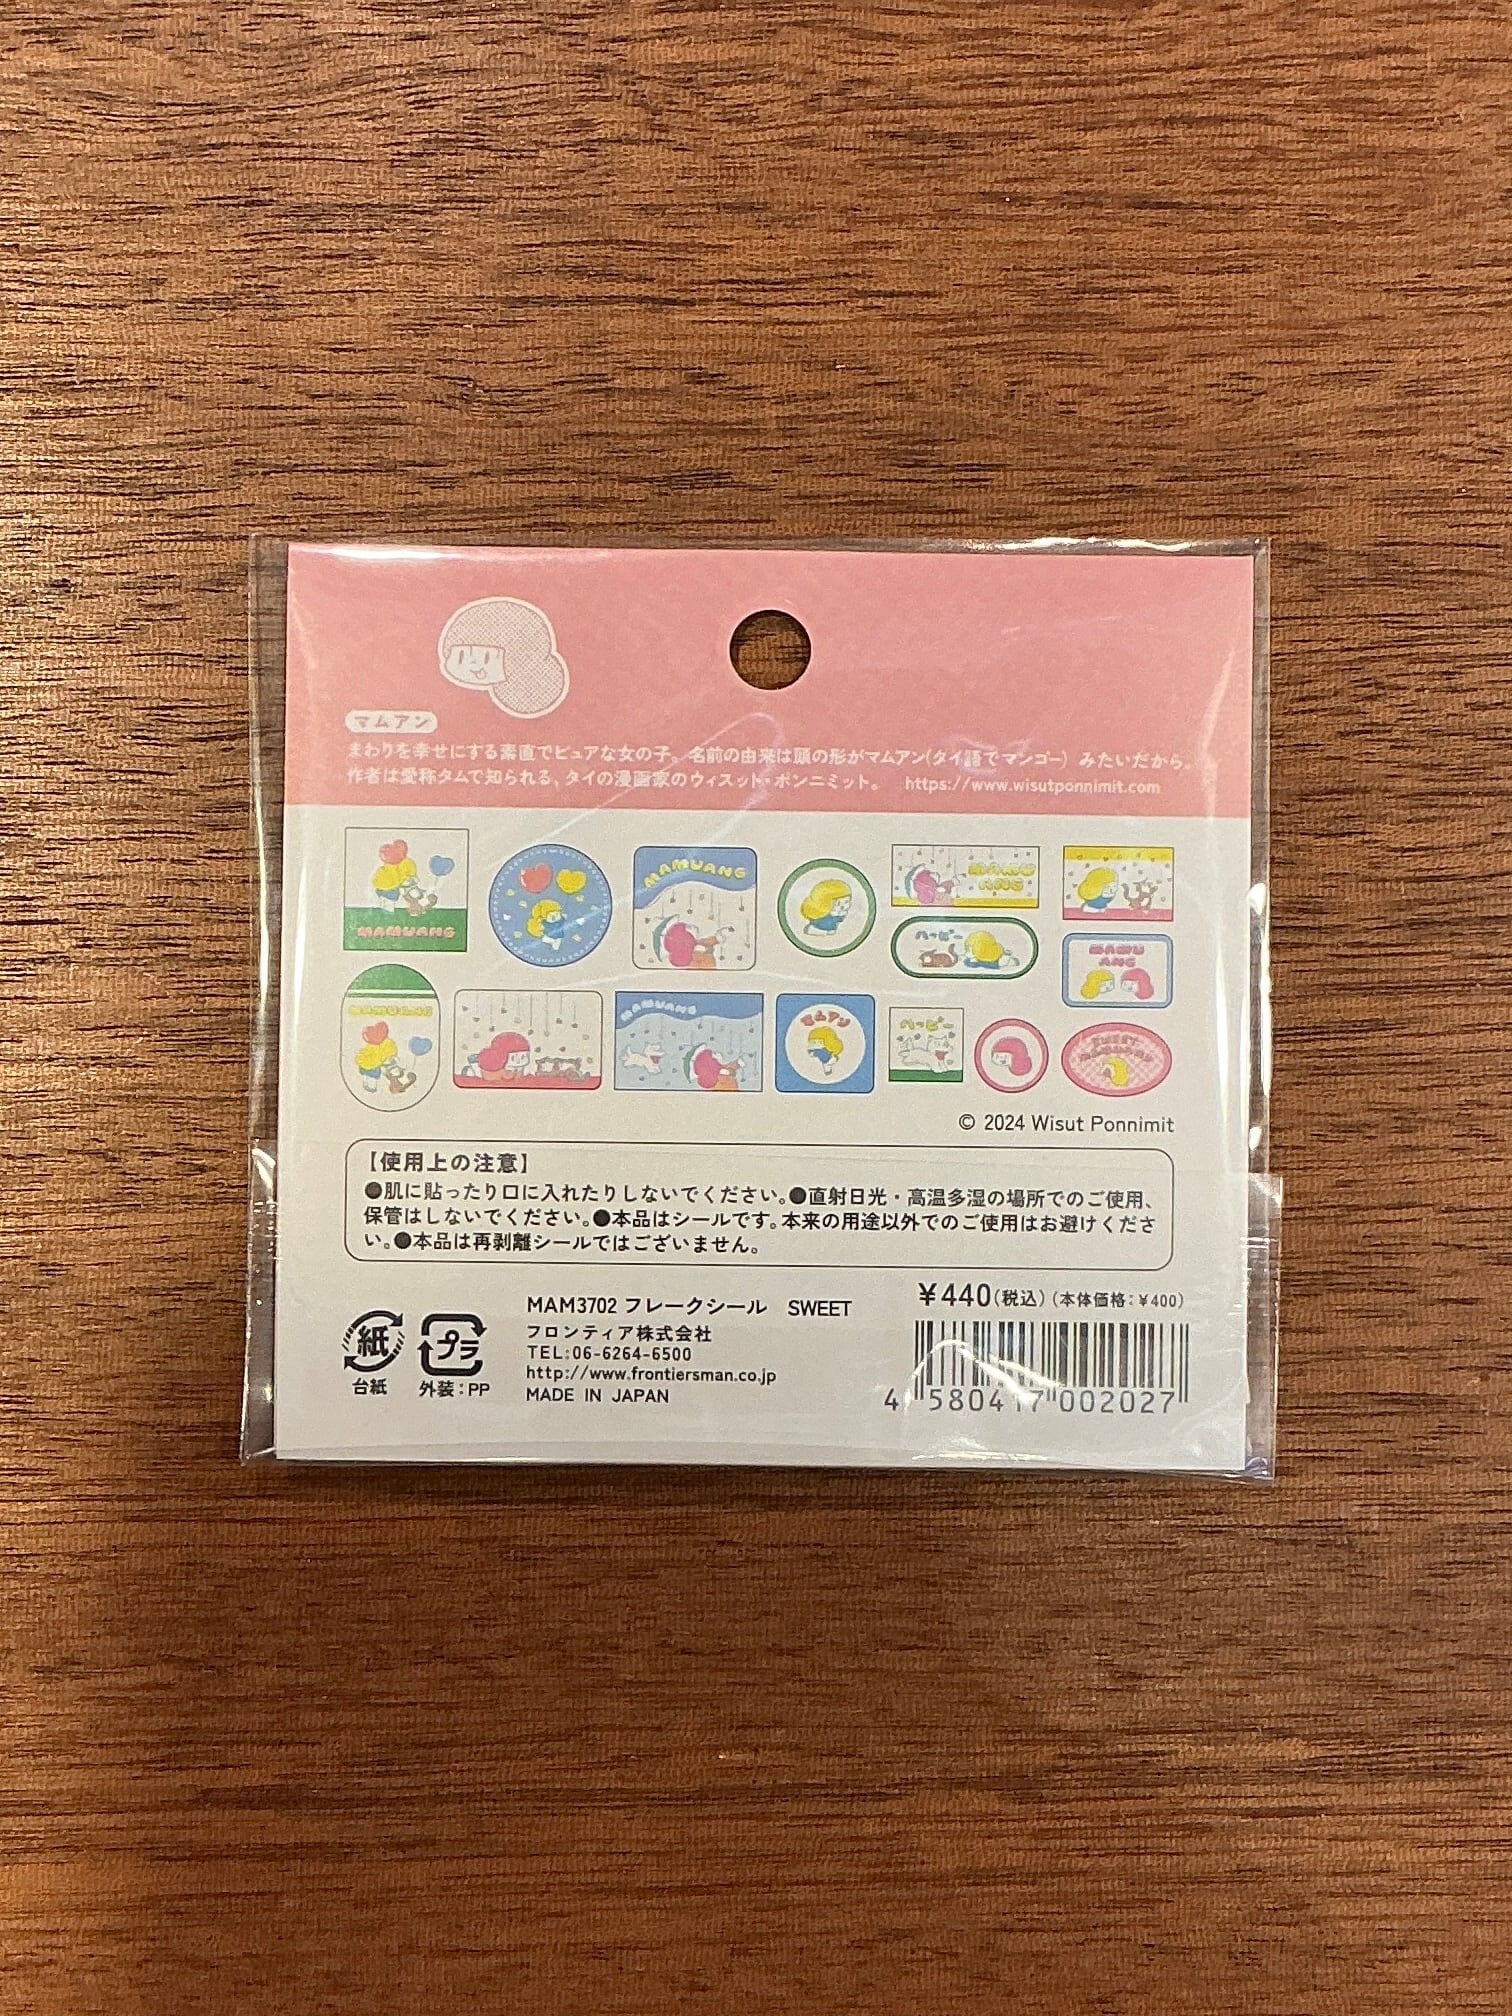 マムアン
まわりを幸せにする素直でピュアな女の子。名前の由来は頭の形がマムアン(タイ語でマンゴー) みたいだから。
作者は愛称タムで知られる、タイの漫画家のウィスット・ポンニミット。 https://www.wisutponnimit.com
MAMUANG
MAMUANG
MAMU
ANG
ハッピー
MAMU
ANG
MAMUANG
MAMUANG
マムアン
ハッピー
SWEET
MAMUANG
© 2024 Wisut Ponnimit
【使用上の注意】
●肌に貼ったり口に入れたりしないでください。●直射日光・高温多湿の場所でのご使用、
保管はしないでください。●本品はシールです。本来の用途以外でのご使用はお避けくださ
い。●本品は再剥離シールではございません。
紙
台紙
プラ
外装:PP
MAM3702 フレークシール SWEET
フロンティア株式会社
TEL:06-6264-6500
http://www.frontiersman.co.jp
MADE IN JAPAN
¥440(税込)(本体価格:¥400)
4 580417 002027